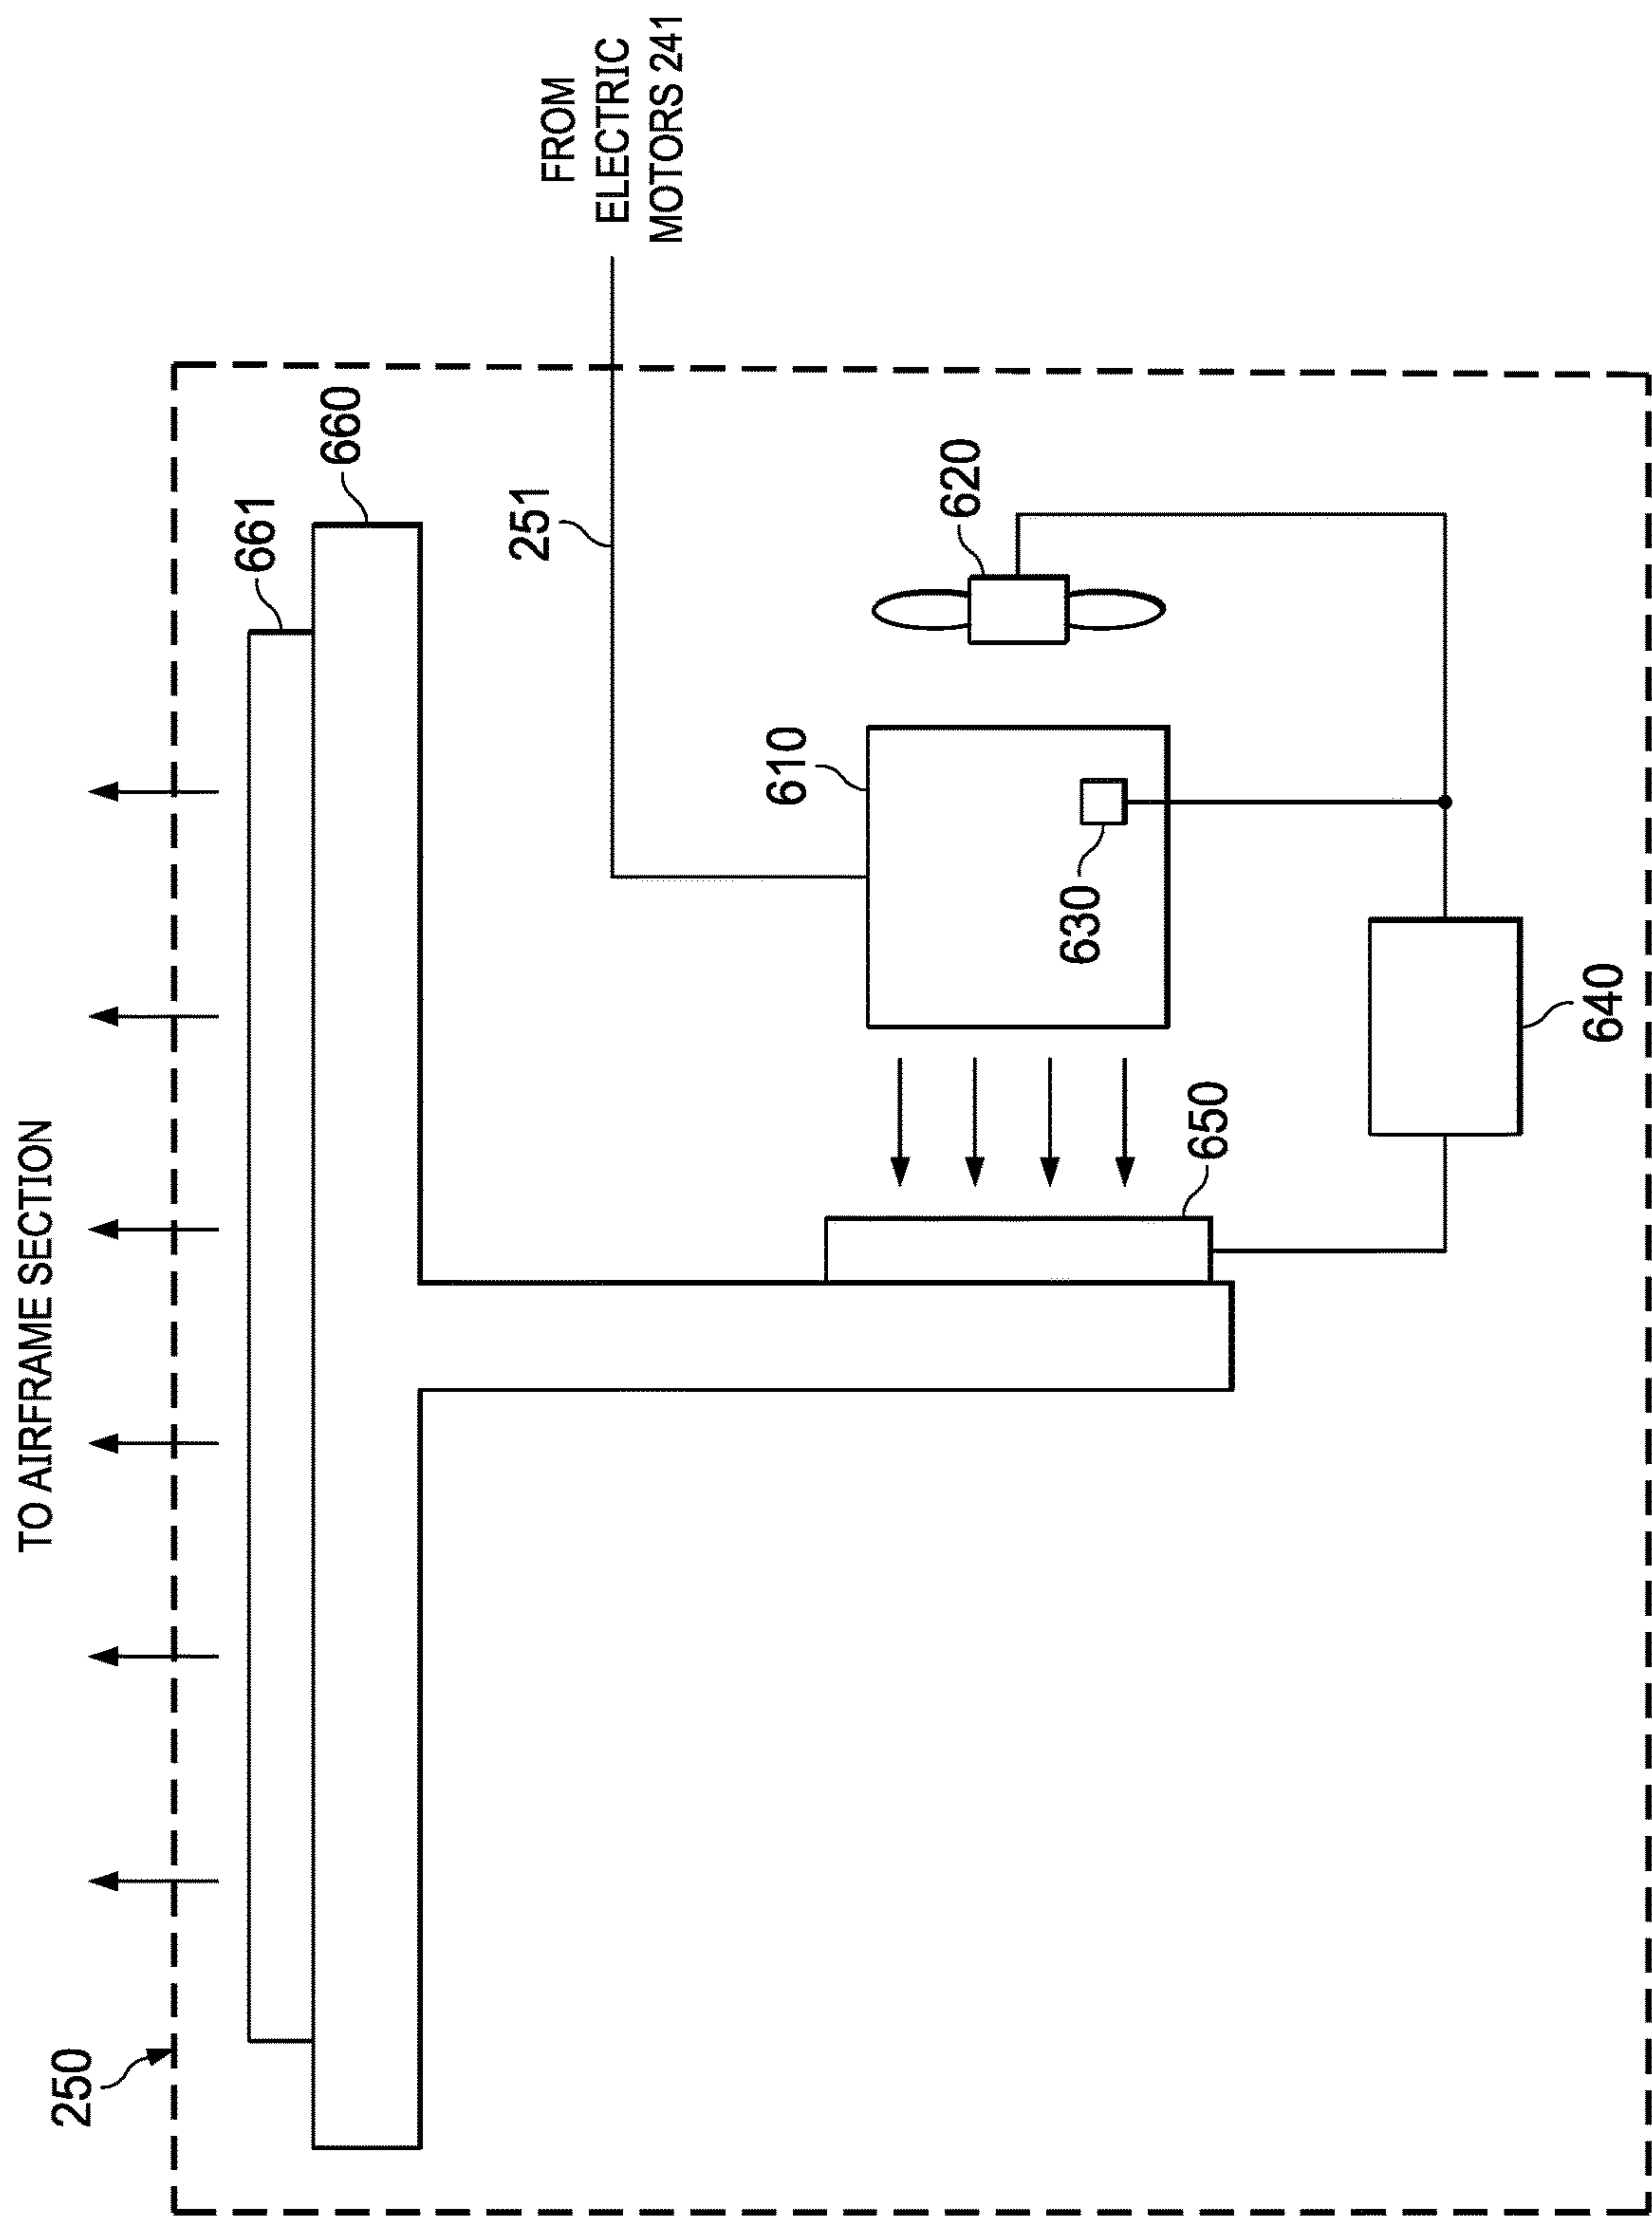 TO AIRFRAME SECTION
250
661
660
FROM
ELECTRIC
MOTORS 241
251
620
610
630
650
640